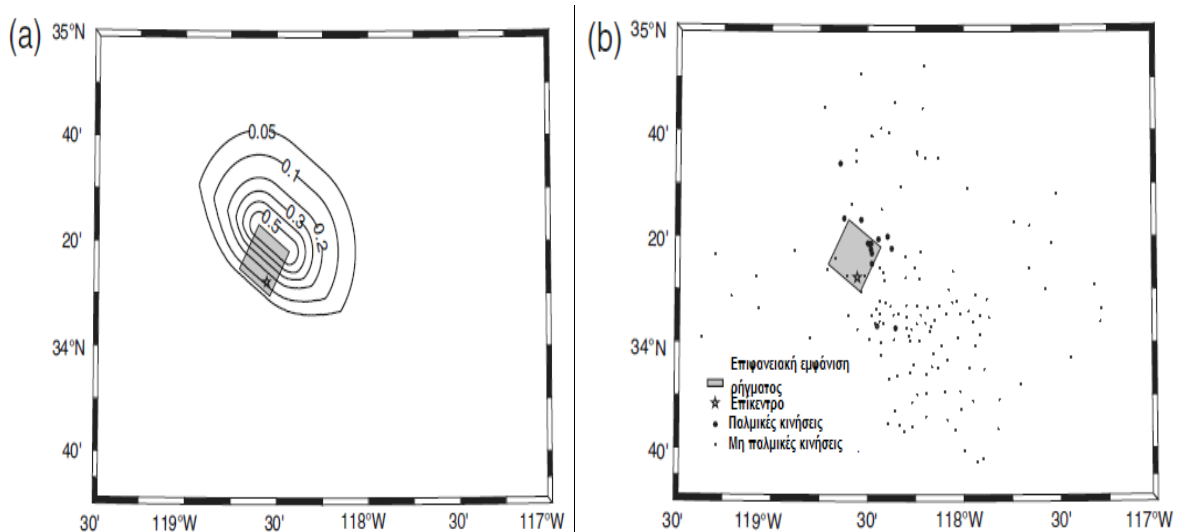 (a)
35°N
40'
20'
34°N
40'
30'
119°W
30'
118°W
30'
117°W
0.05
0.1
0.3
0.2
0.5
(b)
35°N
40'
20'
34°N
40'
30'
119°W
30'
118°W
30'
117°W
Επιφανειακή εμφάνιση
ρήγματος
Επίκεντρο
Παλμικές κινήσεις
Μη παλμικές κινήσεις